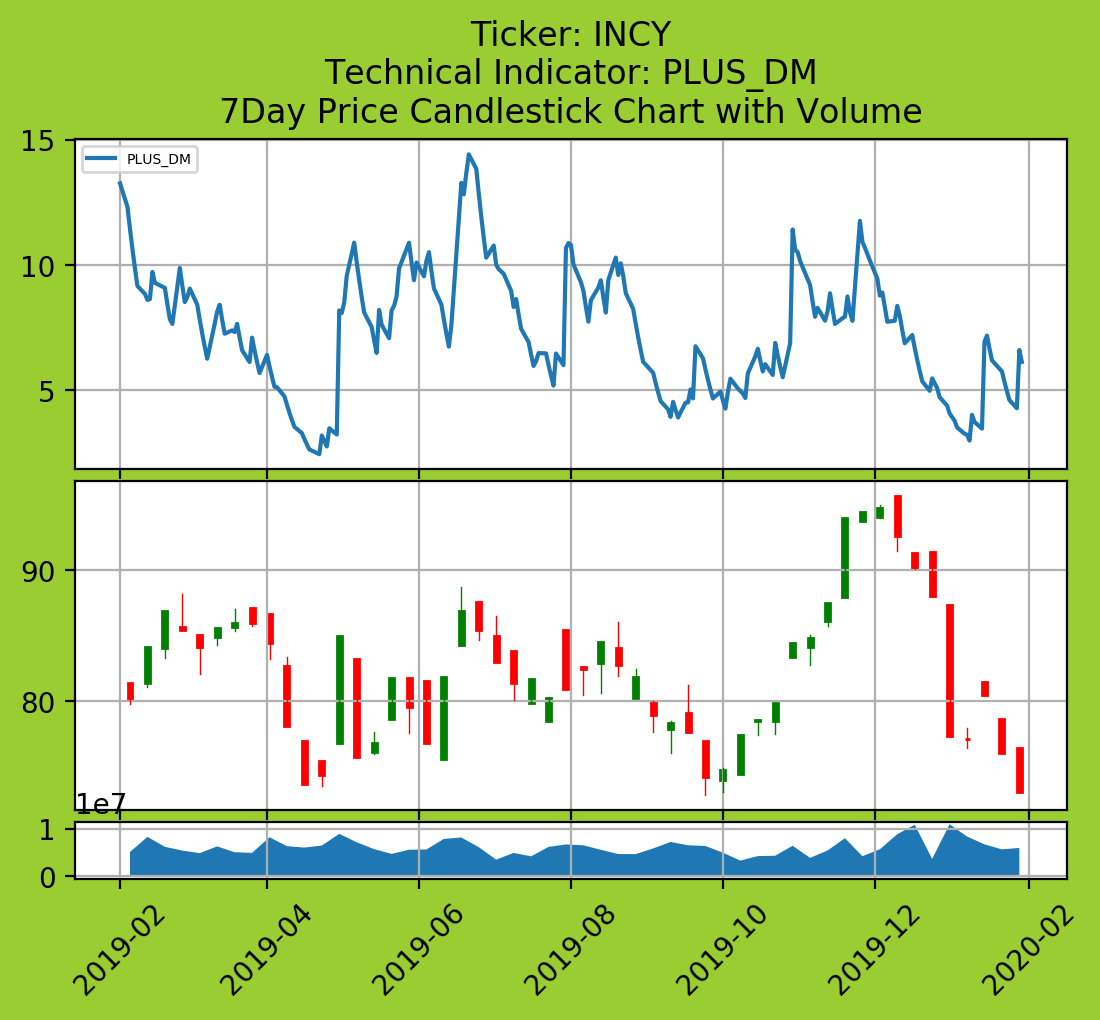 Ticker: INCY
Technical Indicator: PLUS_DM
7Day Price Candlestick Chart with Volume
15
PLUS_DM
10
5
90
80
1e7
1
0
2019-02
2019-04
2019-06
2019-08
2019-10
2019-12
2020-02